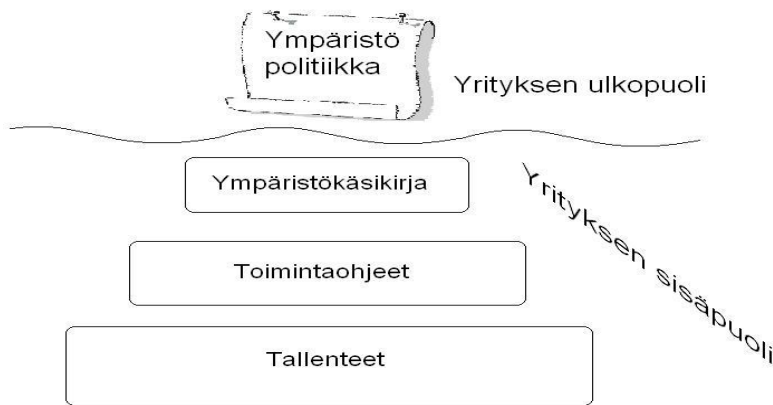 Ympäristö
politiikka
Yrityksen ulkopuoli
Ympäristökäsikirja
Yrityksen sisäpuoli
Toimintaohjeet
Tallenteet